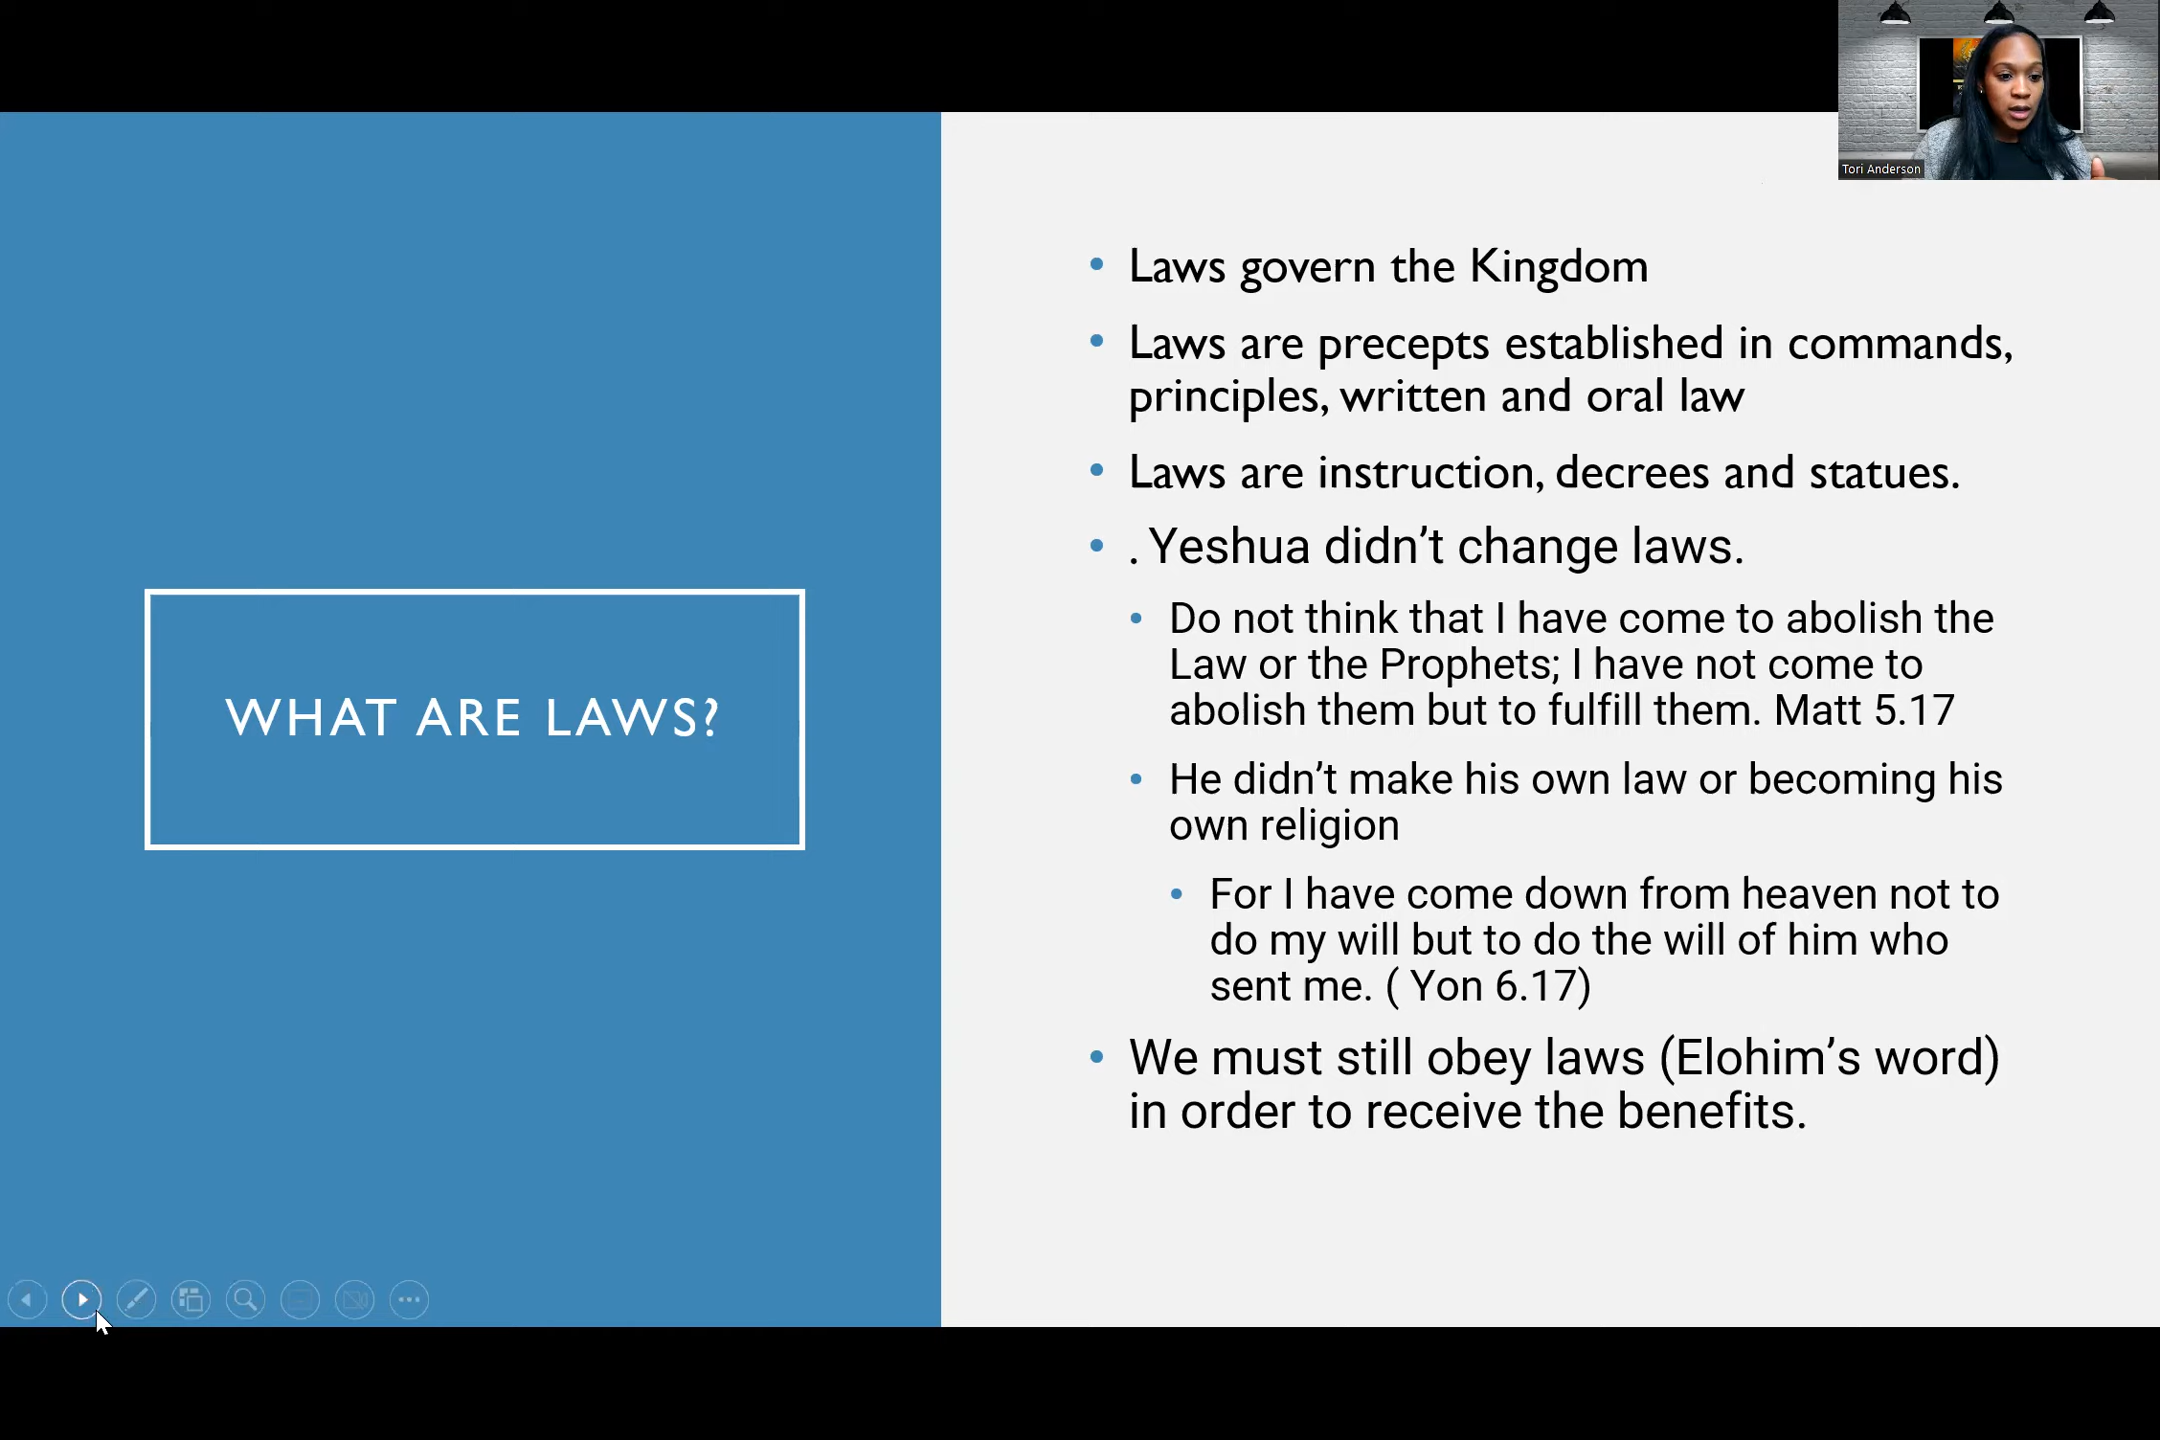 Tori Anderson
WHAT ARE LAWS?
• Laws govern the Kingdom
• Laws are precepts established in commands,
principles, written and oral law
• Laws are instruction, decrees and statues.
• . Yeshua didn’t change laws.
• Do not think that I have come to abolish the
Law or the Prophets; I have not come to
abolish them but to fulfill them. Matt 5.17
• He didn’t make his own law or becoming his
own religion
• For I have come down from heaven not to
do my will but to do the will of him who
sent me. ( Yon 6.17)
• We must still obey laws (Elohim’s word)
in order to receive the benefits.